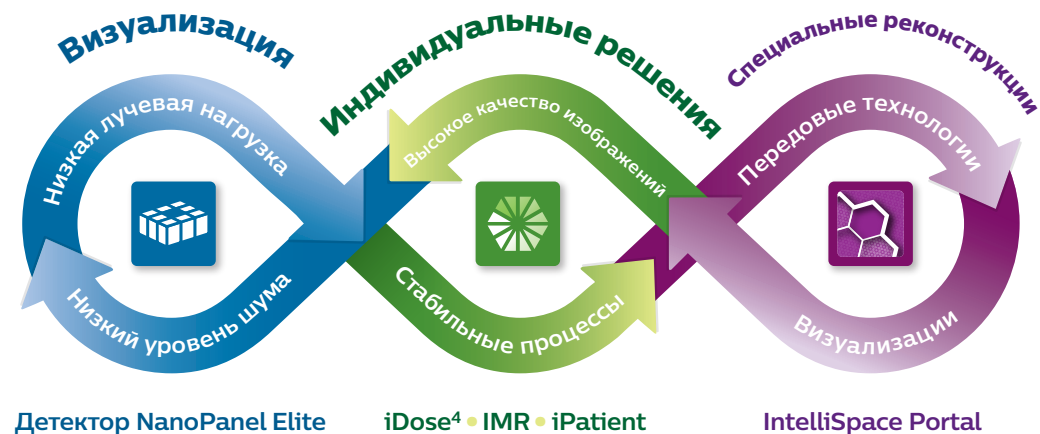 Визуализация
Низкая лучевая нагрузка
Низкий уровень шума
Детектор NanoPanel Elite
Индивидуальные решения
Высокое качество изображений
Стабильные процессы
iDose⁴ • IMR • iPatient
Специальные реконструкции
Передовые технологии
Визуализации
IntelliSpace Portal